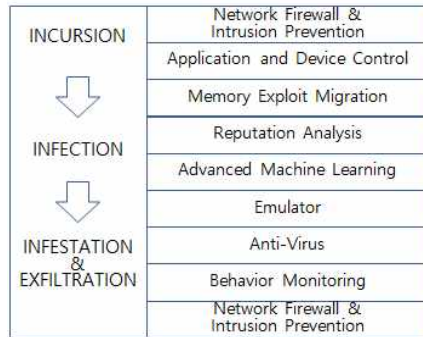 INCURSION
INFECTION
INFESTATION
&
EXFILTRATION
Network Firewall &
Intrusion Prevention
Application and Device Control
Memory Exploit Migration
Reputation Analysis
Advanced Machine Learning
Emulator
Anti-Virus
Behavior Monitoring
Network Firewall &
Intrusion Prevention